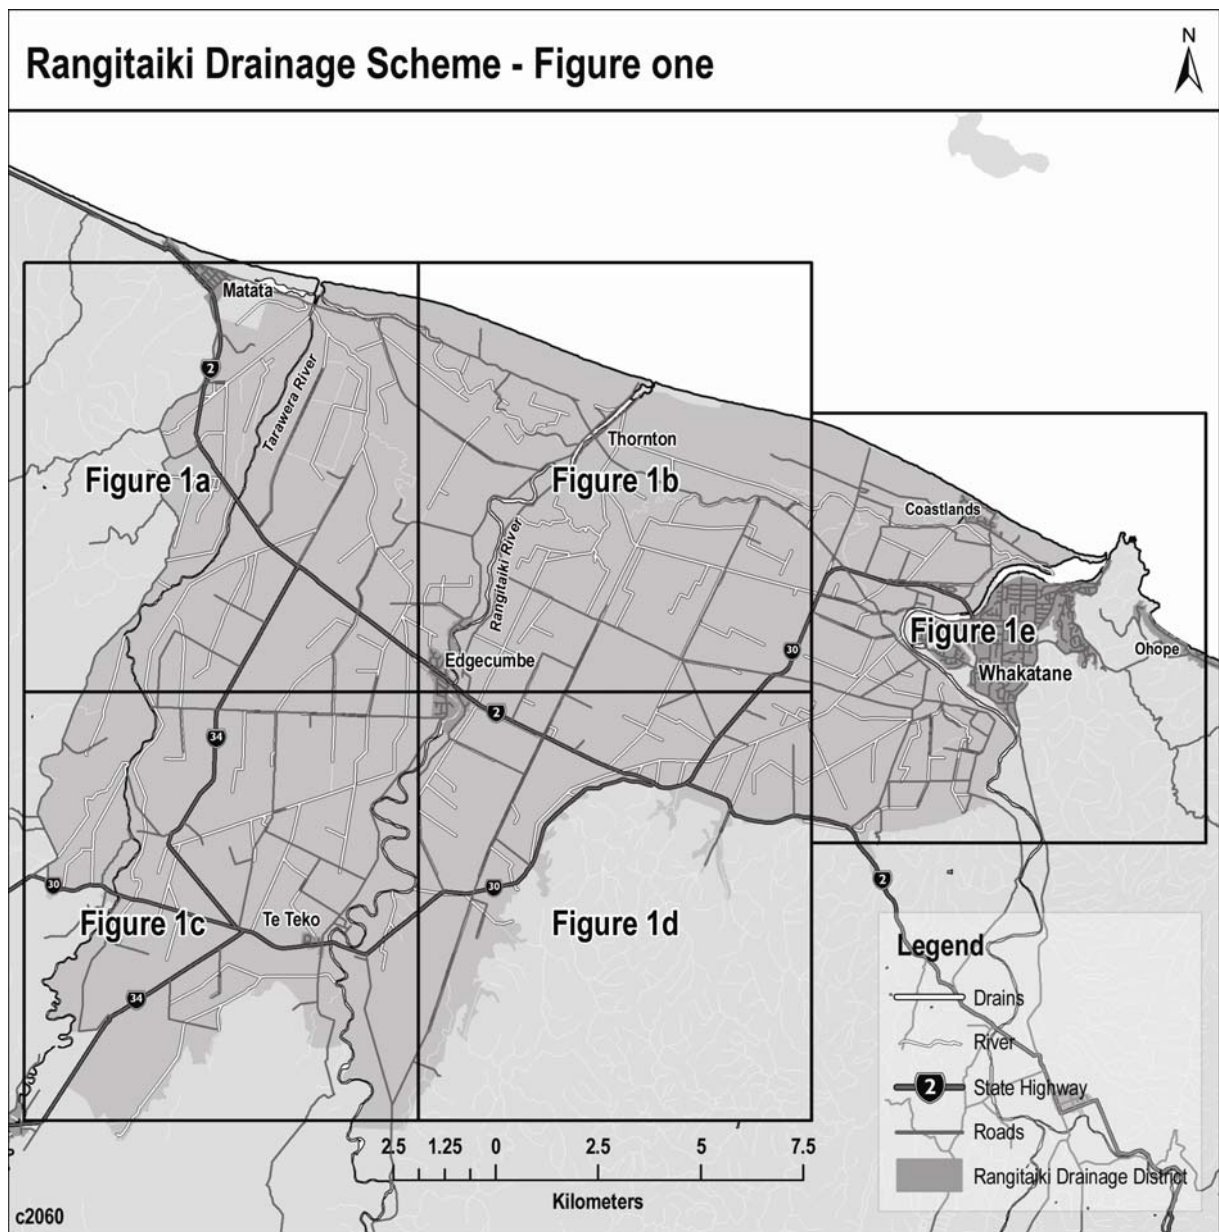 Rangitaiki Drainage Scheme - Figure one
N
Matata
2
Tarawera River
Thornton
Figure 1a
Figure 1b
Coastlands
Rangitaiki River
Figure 1e
30
Edgecumbe
Whakatane
Ohope
2
34
30
30
2
Te Teko
Figure 1c
Figure 1d
34
Legend
Drains
River
2 State Highway
Roads
Rangitaiki Drainage District
2.5 1.25 0 2.5 5 7.5
Kilometers
c2060